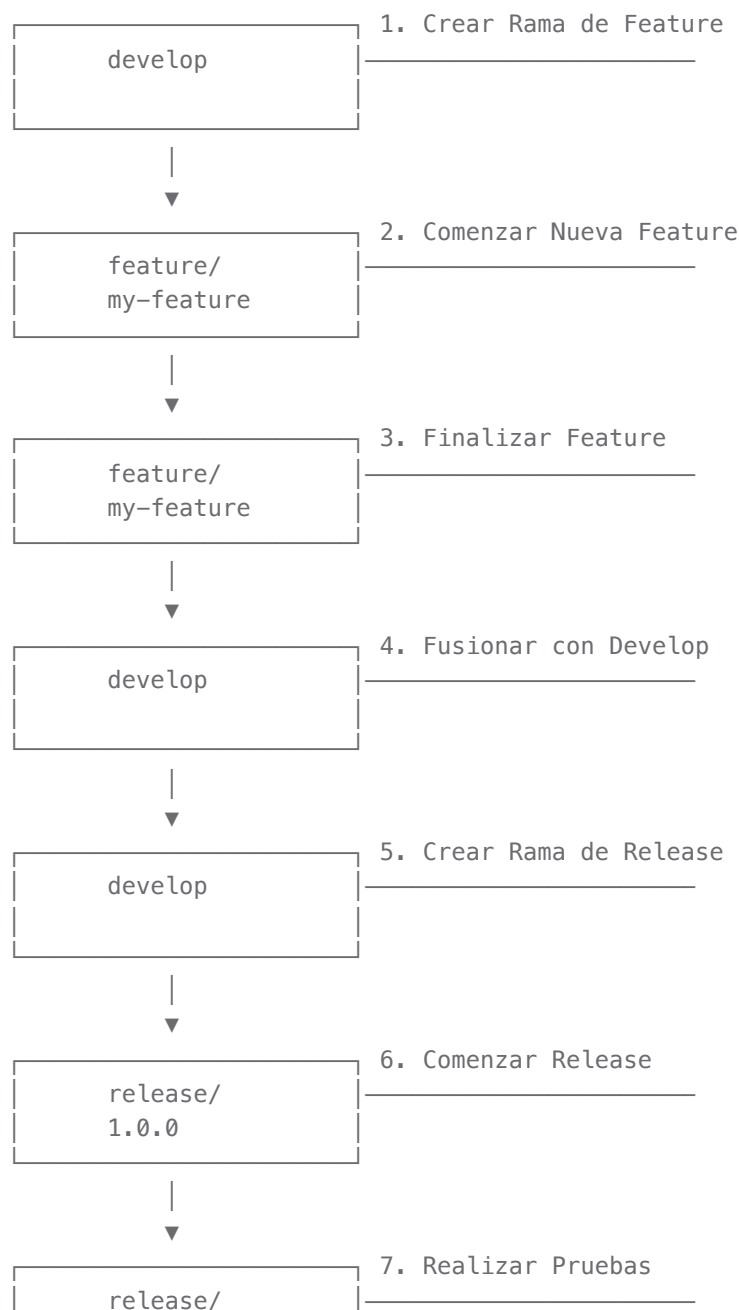 1. Crear Rama de Feature
develop
2. Comenzar Nueva Feature
feature/
my-feature
3. Finalizar Feature
feature/
my-feature
4. Fusionar con Develop
develop
5. Crear Rama de Release
develop
6. Comenzar Release
release/
1.0.0
7. Realizar Pruebas
release/